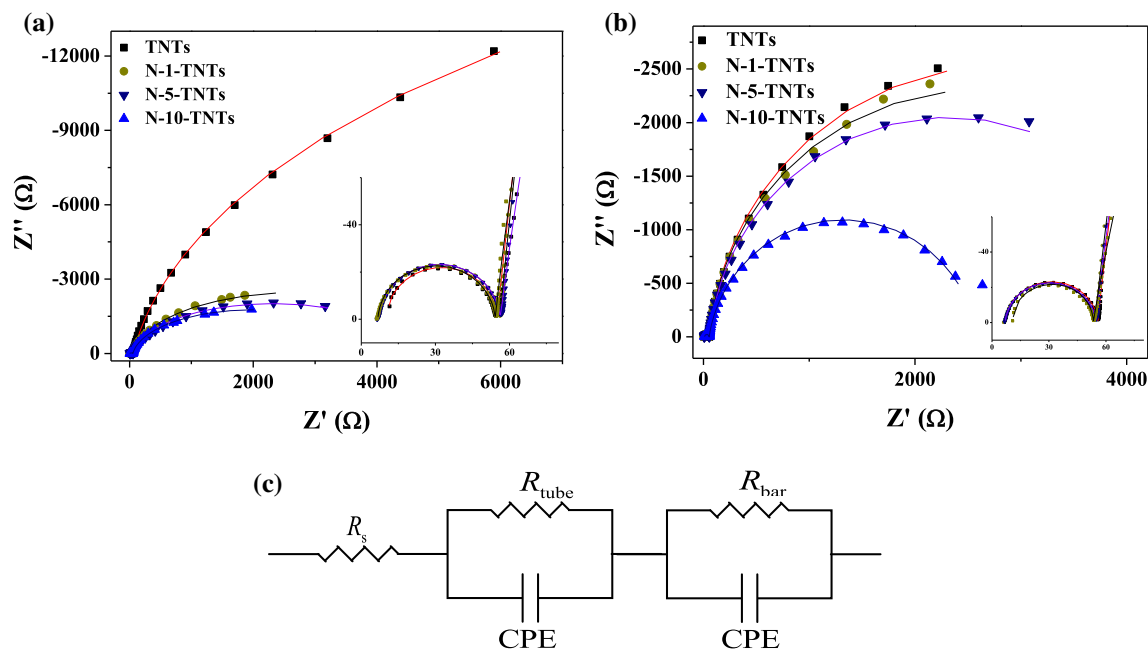 (a)
-12000
-9000
-6000
-3000
0
Z'' (Ω)
TNTs
N-1-TNTs
N-5-TNTs
N-10-TNTs
-40
0
0
30
60
0
2000
4000
6000
Z' (Ω)
(b)
-2500
-2000
-1500
-1000
-500
0
Z'' (Ω)
TNTs
N-1-TNTs
N-5-TNTs
N-10-TNTs
-40
0
0
30
60
0
2000
4000
Z' (Ω)
(c)
Rs
Rtube
CPE
Rbar
CPE